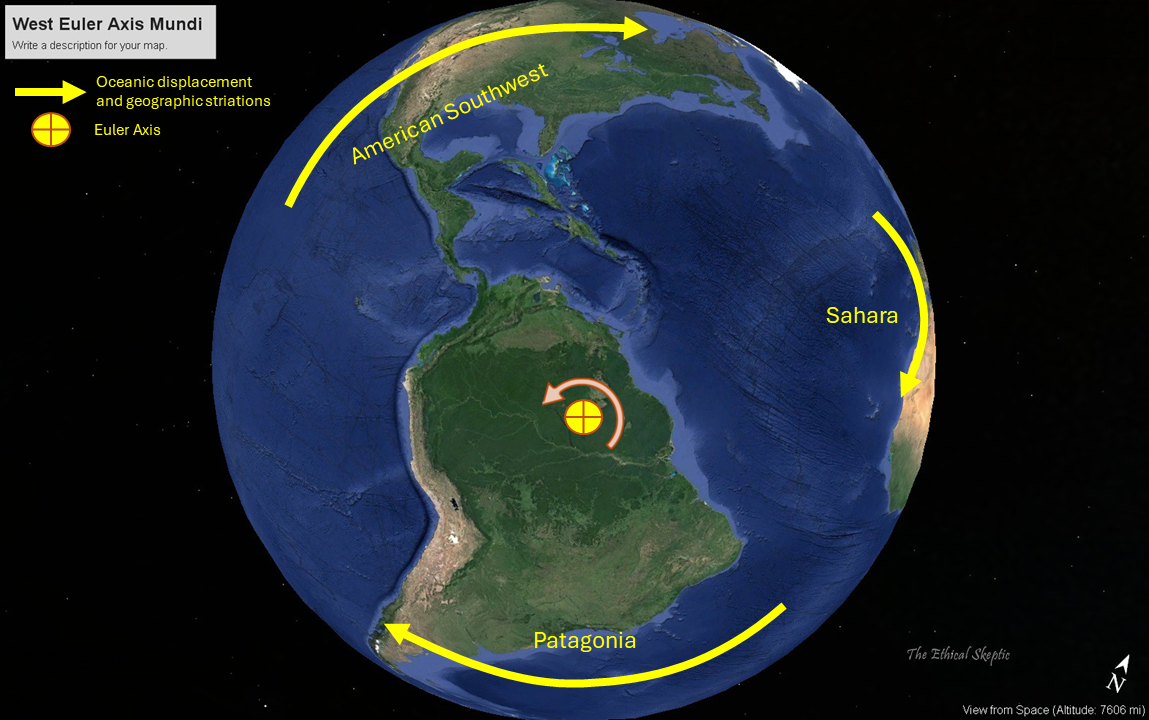 West Euler Axis Mundi
Write a description for your map.
Oceanic displacement
and geographic striations
Euler Axis
American Southwest
Sahara
Patagonia
The Ethical Skeptic
N
View from Space (Altitude: 7606 mi)